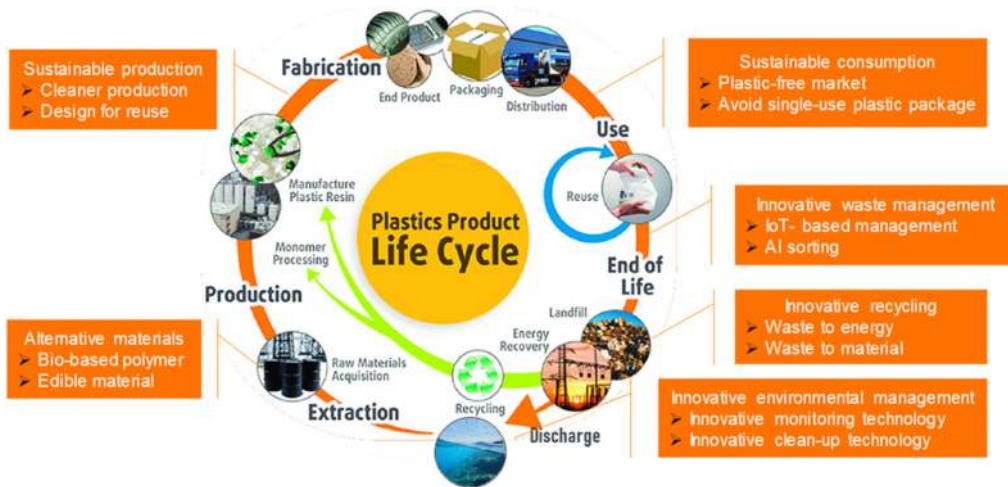 Sustainable production
➤ Cleaner production
➤ Design for reuse
Fabrication
End Product
Packaging
Distribution
Sustainable consumption
➤ Plastic-free market
➤ Avoid single-use plastic package
Use
Reuse
Manufacture
Plastic Resin
Monomer
Processing
Plastics Product
Life Cycle
Innovative waste management
➤ IoT- based management
➤ AI sorting
End of
Life
Production
Landfill
Energy
Recovery
Innovative recycling
➤ Waste to energy
➤ Waste to material
Alternative materials
➤ Bio-based polymer
➤ Edible material
Raw Materials
Acquisition
Extraction
Recycling
Discharge
Innovative environmental management
➤ Innovative monitoring technology
➤ Innovative clean-up technology